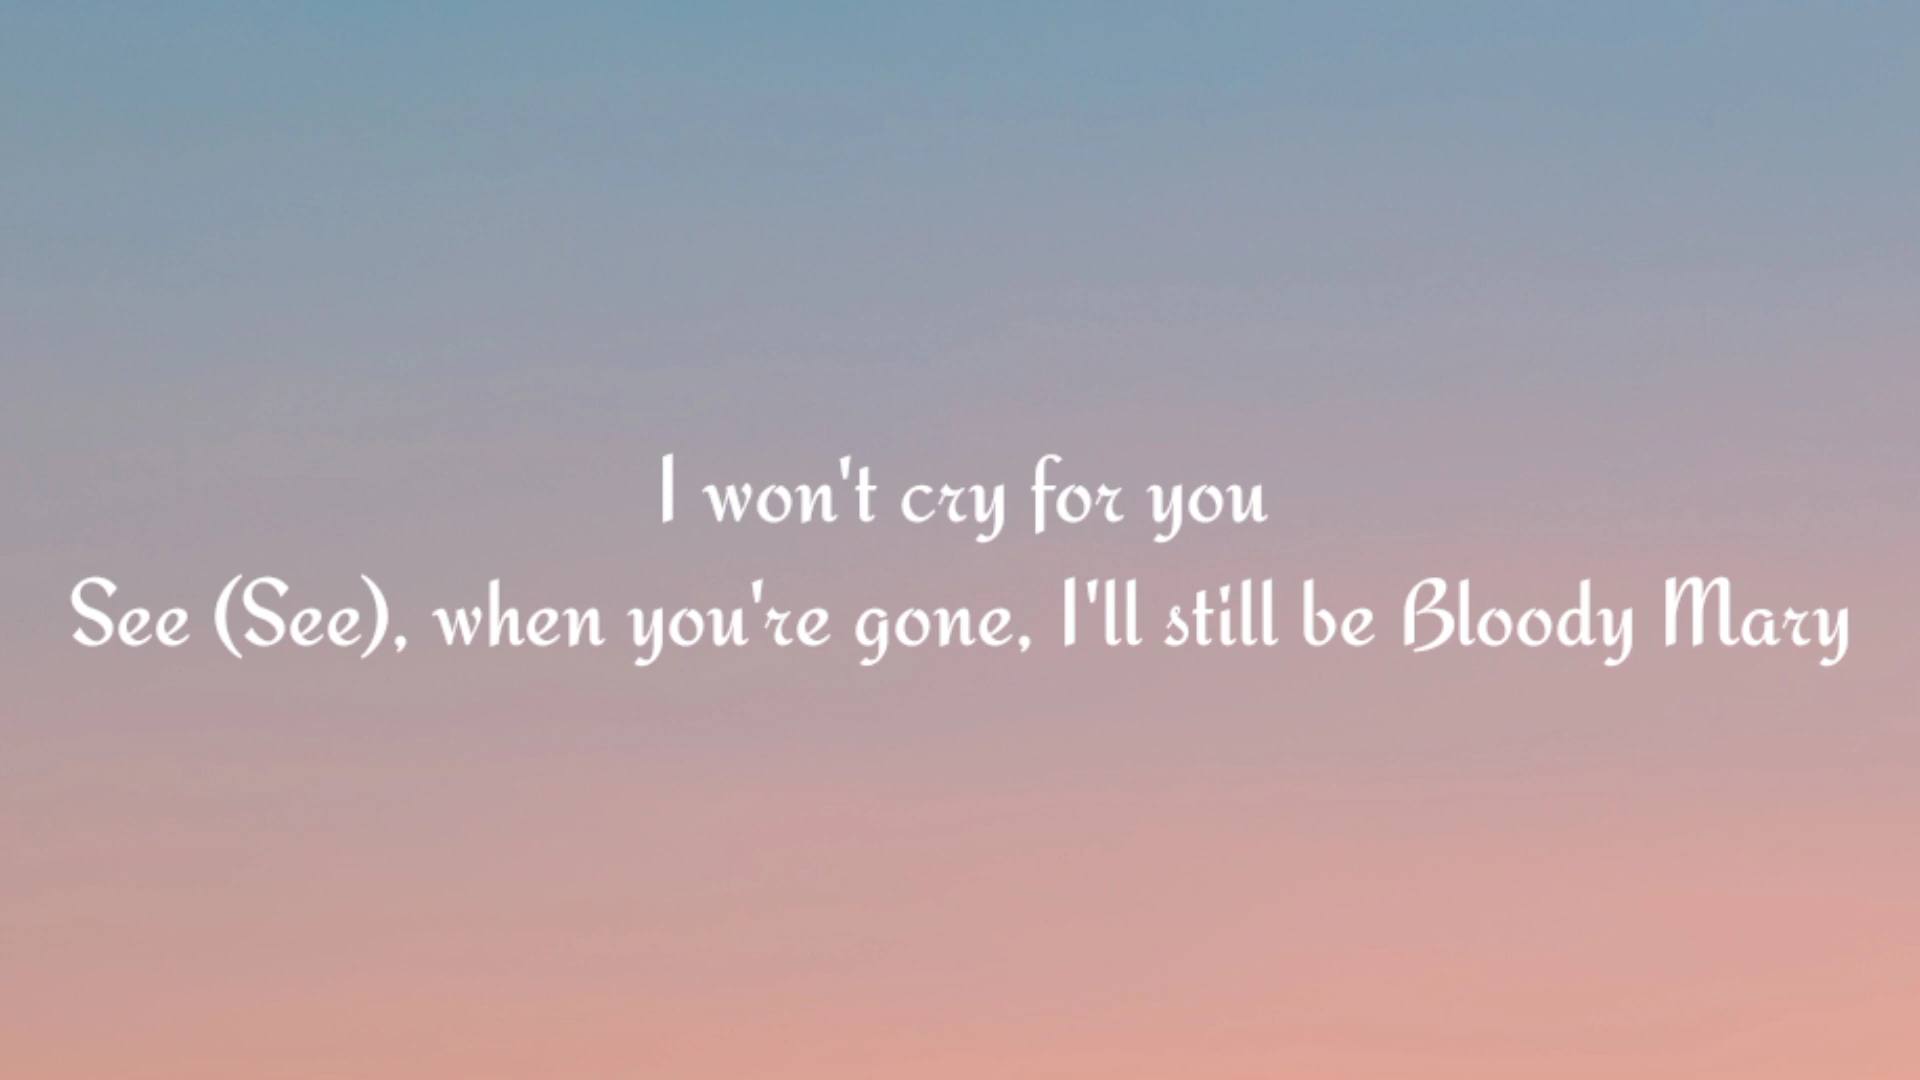 I won't cry for you
See (See), when you're gone, I'll still be Bloody Mary